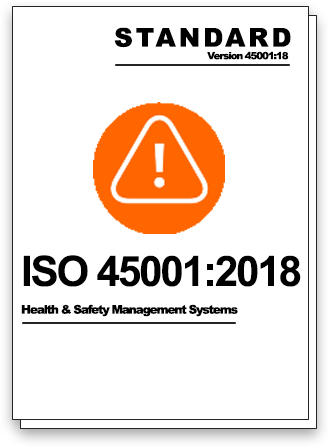 STANDARD
Version 45001:18
!
ISO 45001:2018
Health & Safety Management Systems